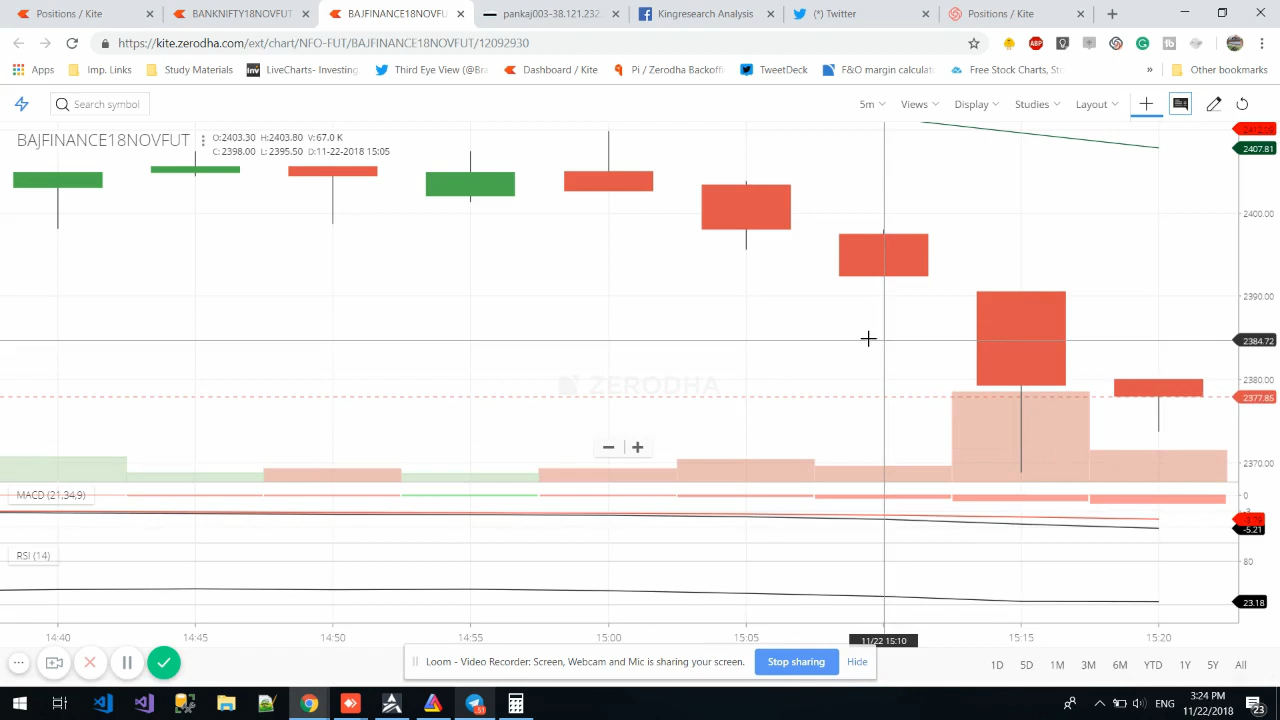 Positions / Kite
BANKNIFTY18NOVFUT
BAJFINANCE18NOVFU
pankaj003-38.121.232.
Kingresearch Analysis
(*) Twitter
Positions / Kite
https://kite.zerodha.com/ext/chart/NFO-FUT/BAJFINANCE18NOVFUT/12092930
Apps
Imp. Links
Study Materials
LiveCharts, Investing.
Third Eye View (@Bra
Dashboard / Kite
Pi / Zerodha Backoffi
TweetDeck
F&O margin calculat
Free Stock Charts, St
»
Other bookmarks
Search symbol
5m
Views
Display
Studies
Layout
BAJFINANCE18NOVFUT
O:2403.30 H:2403.80 V:67.0 K
C: 2398.00 L: 2395.50 D:11-22-2018 15:05
2407.81
2400.00
2390.00
2384.72
2380.00
2377.85
2370.00
ZERODHA
MACD (21,34,9)
0
-5.21
RSI (14)
80
23.18
14:40
14:45
14:50
14:55
15:00
15:05
11/22 15:10
15:15
15:20
Loom - Video Recorder: Screen, Webcam and Mic is sharing your screen.
Stop sharing
Hide
1D
5D
1M
3M
6M
YTD
1Y
5Y
All
ENG
3:24 PM
11/22/2018
23